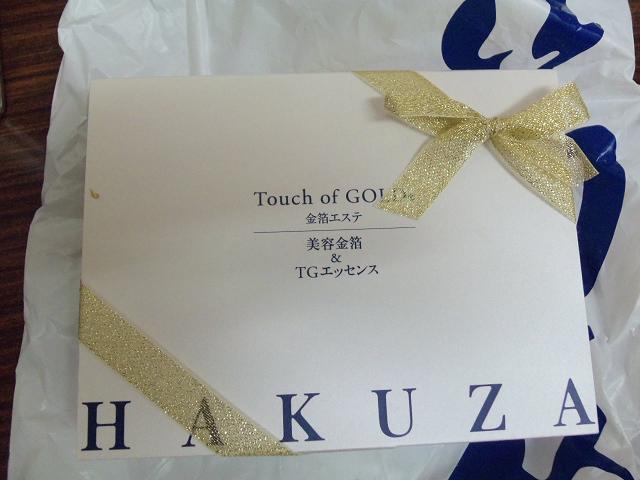 Touch of GOLD
金箔エステ
美容金箔
&
TGエッセンス
HAKUZA